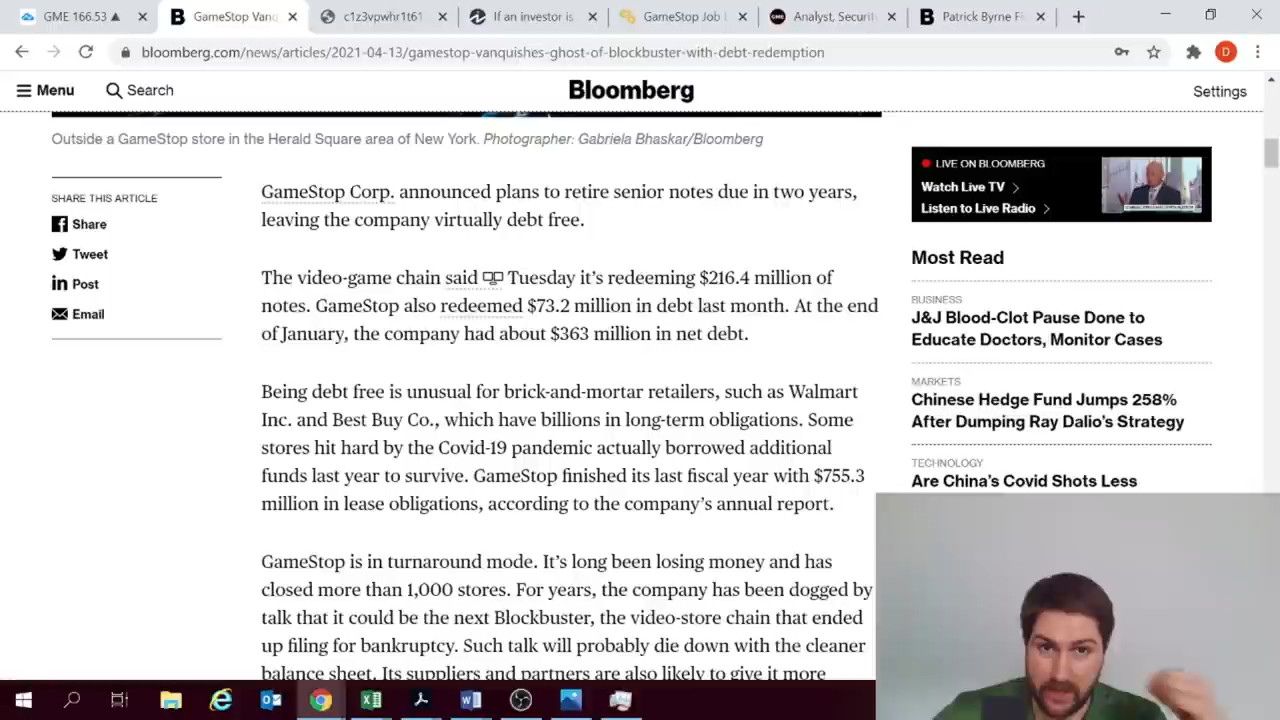 GME 166.53 ▲
GameStop Vanq
c1z3vpwhr1t61
If an investor is
GameStop Job L
Analyst, Securit
Patrick Byrne Fi
bloomberg.com/news/articles/2021-04-13/gamestop-vanquishes-ghost-of-blockbuster-with-debt-redemption
D
Menu
Search
Bloomberg
Settings
Outside a GameStop store in the Herald Square area of New York. Photographer: Gabriela Bhaskar/Bloomberg
SHARE THIS ARTICLE
Share
Tweet
Post
Email
GameStop Corp. announced plans to retire senior notes due in two years,
leaving the company virtually debt free.
The video-game chain said Tuesday it's redeeming $216.4 million of
notes. GameStop also redeemed $73.2 million in debt last month. At the end
of January, the company had about $363 million in net debt.
Being debt free is unusual for brick-and-mortar retailers, such as Walmart
Inc. and Best Buy Co., which have billions in long-term obligations. Some
stores hit hard by the Covid-19 pandemic actually borrowed additional
funds last year to survive. GameStop finished its last fiscal year with $755.3
million in lease obligations, according to the company's annual report.
GameStop is in turnaround mode. It's long been losing money and has
closed more than 1,000 stores. For years, the company has been dogged by
talk that it could be the next Blockbuster, the video-store chain that ended
up filing for bankruptcy. Such talk will probably die down with the cleaner
balance sheet. Its suppliers and partners are also likely to give it more
LIVE ON BLOOMBERG
Watch Live TV
Listen to Live Radio
Most Read
BUSINESS
J&J Blood-Clot Pause Done to
Educate Doctors, Monitor Cases
MARKETS
Chinese Hedge Fund Jumps 258%
After Dumping Ray Dalio's Strategy
TECHNOLOGY
Are China's Covid Shots Less